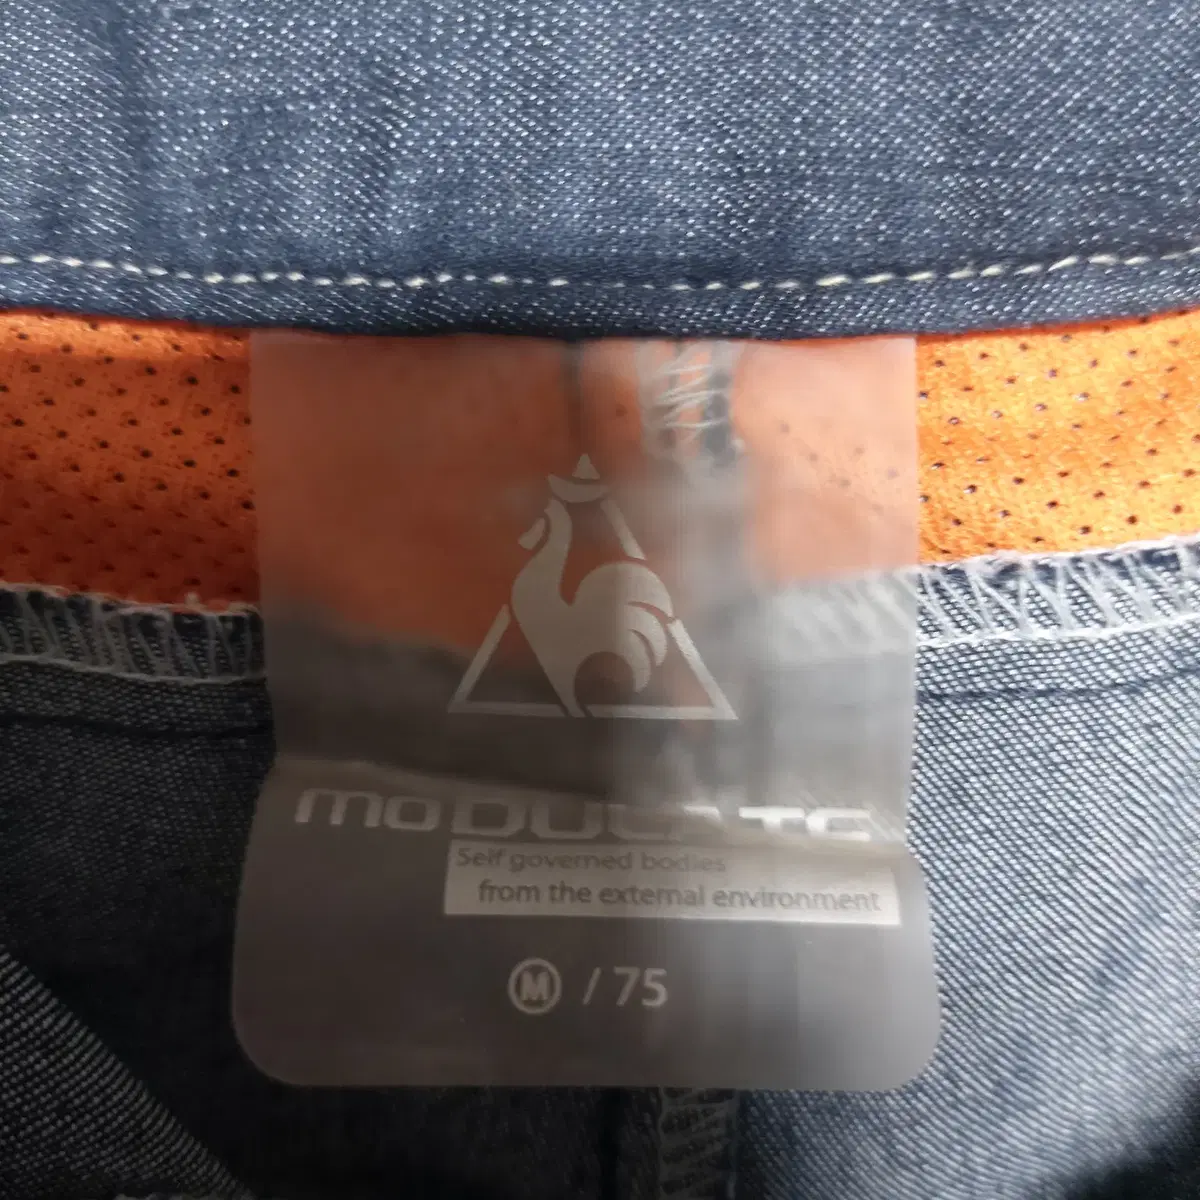 MODULATC
Self governed bodies
from the external environment
M / 75